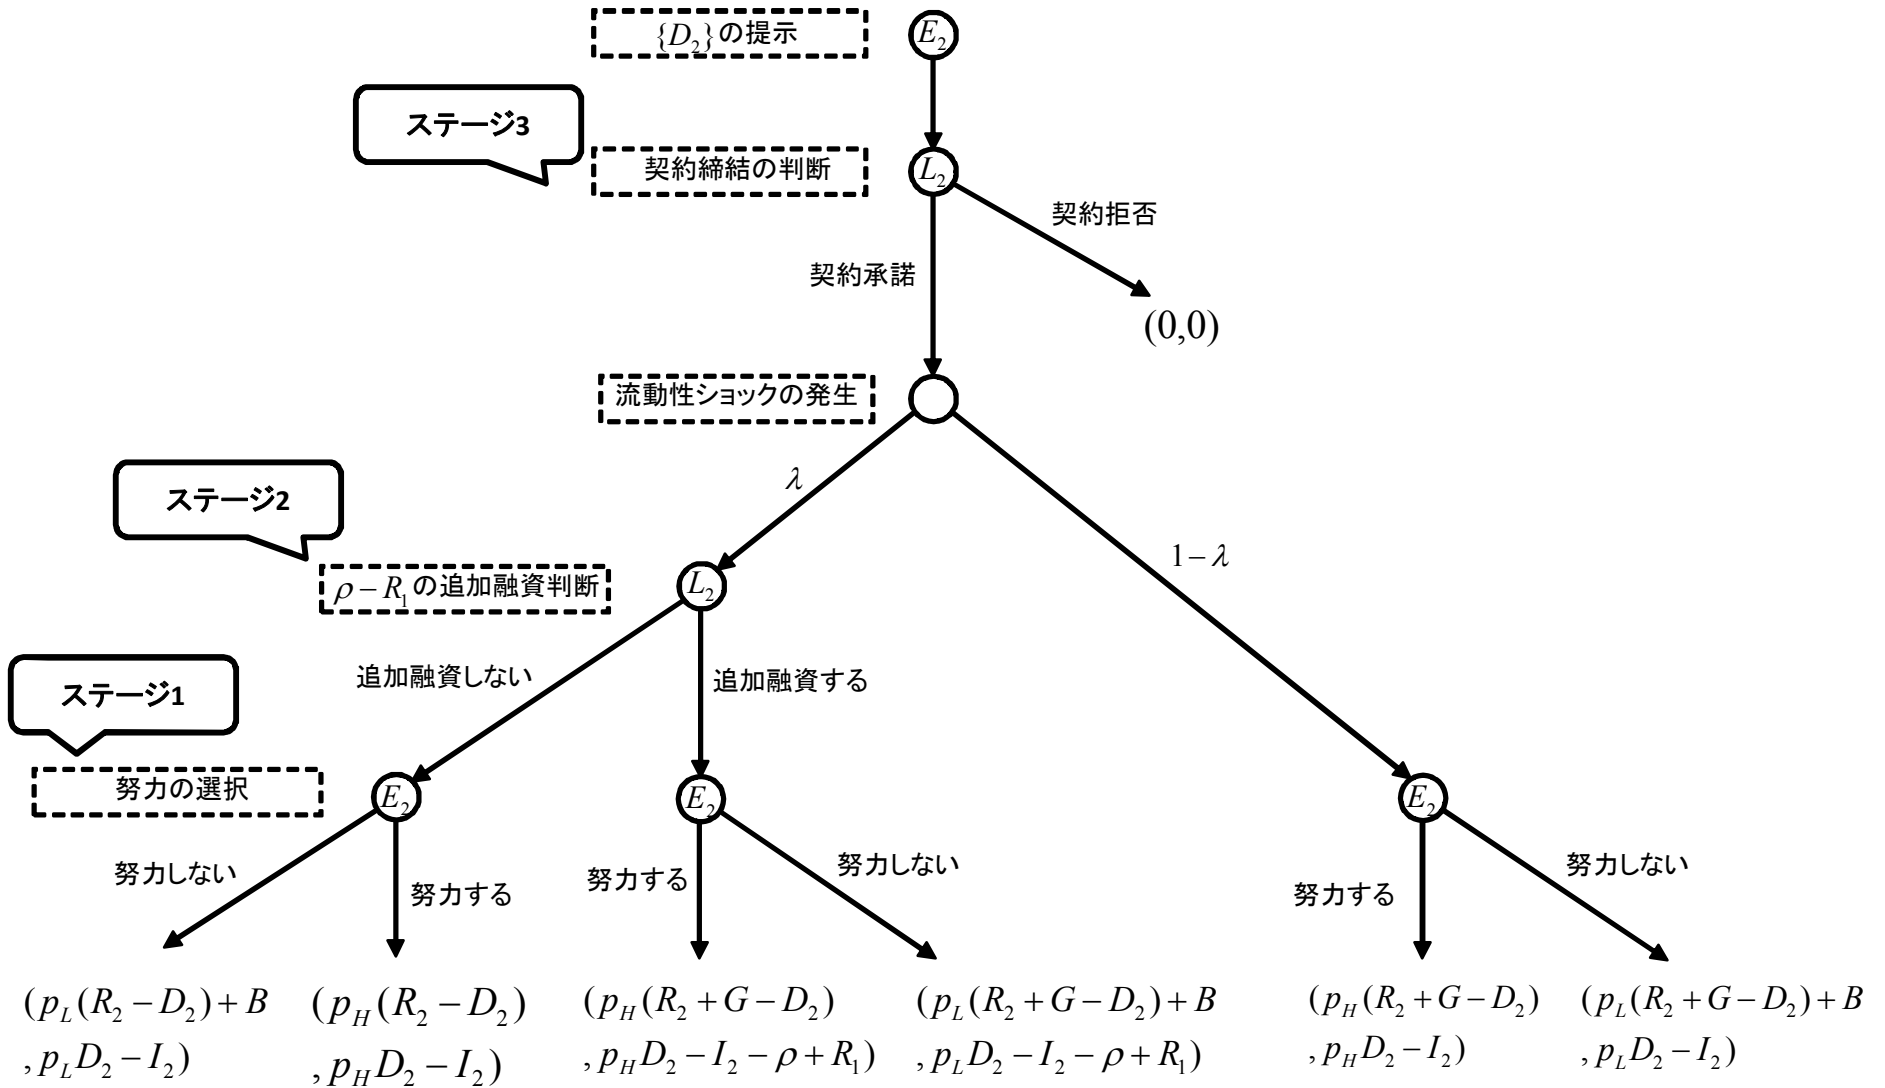 {D₂}の提示
E₂
ステージ3
契約締結の判断
L₂
契約拒否
契約承諾
(0,0)
流動性ショックの発生
λ
1−λ
ステージ2
ρ−R₁の追加融資判断
L₂
追加融資しない
追加融資する
ステージ1
努力の選択
E₂
E₂
E₂
努力しない
努力する
努力する
努力しない
努力する
努力しない
(p_L(R₂−D₂)+B
, p_L D₂−I₂)
(p_H(R₂−D₂)
, p_H D₂−I₂)
(p_H(R₂+G−D₂)
, p_H D₂−I₂−ρ+R₁)
(p_L(R₂+G−D₂)+B
, p_L D₂−I₂−ρ+R₁)
(p_H(R₂+G−D₂)
, p_H D₂−I₂)
(p_L(R₂+G−D₂)+B
, p_L D₂−I₂)